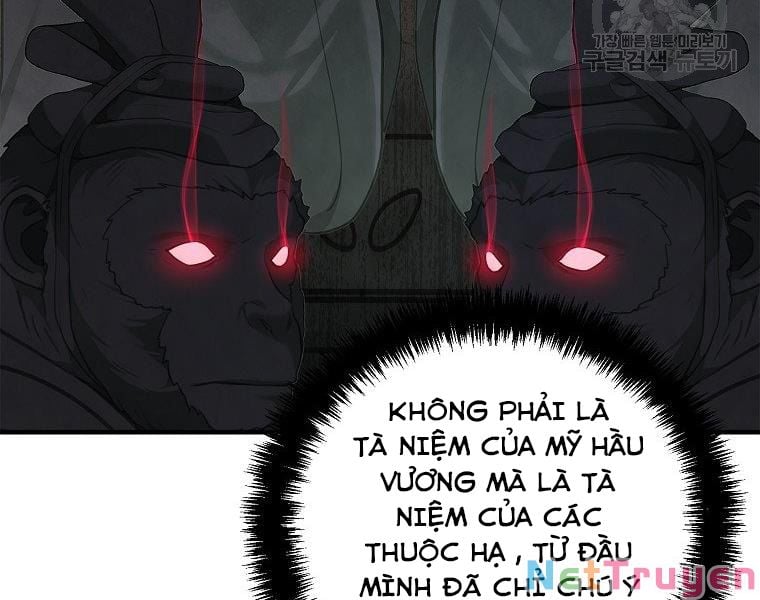 가장 빠른 웹툰 미리보기
구글검색 뉴토끼
KHÔNG PHẢI LÀ
TÀ NIỆM CỦA MỸ HẦU
VƯƠNG MÀ LÀ TÀ
NIỆM CỦA CÁC
THUỘC HẠ , TỪ ĐẦU
MÌNH ĐÃ CHỈ CHÚ Ý
NetTruyen